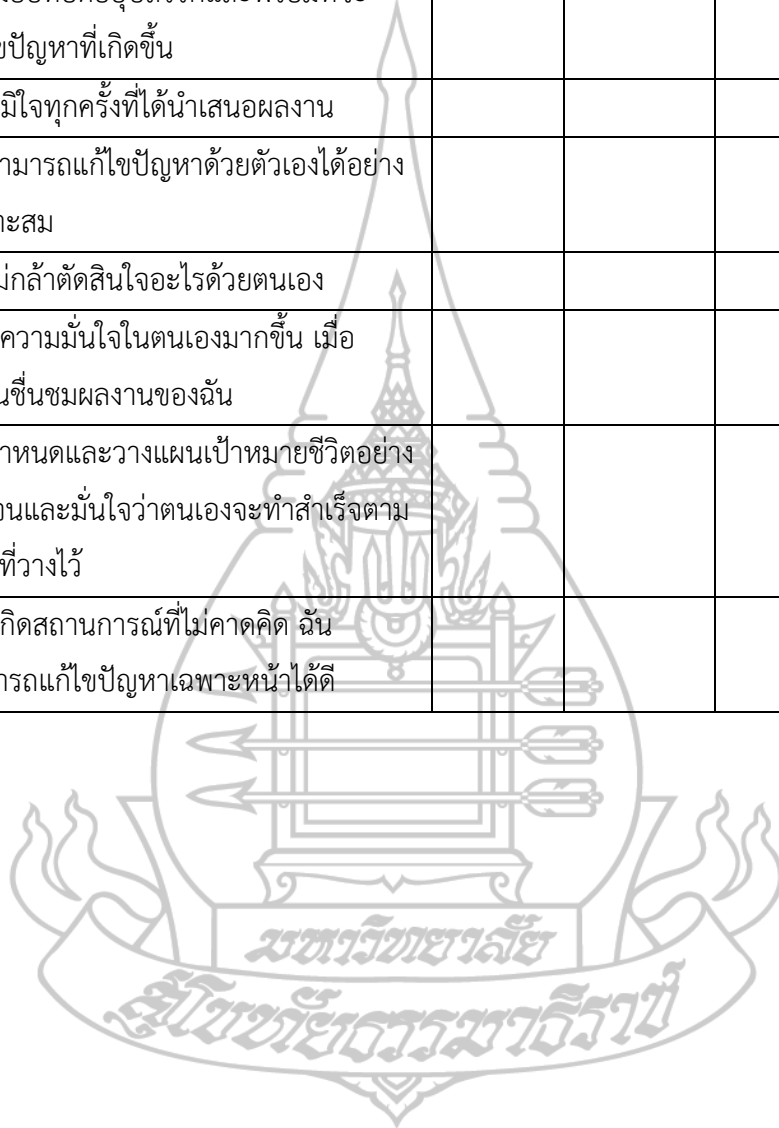 ขปัญหาที่เกิดขึ้น
มิใจทุกครั้งที่ได้นำเสนอผลงาน
ามารถแก้ไขปัญหาด้วยตัวเองได้อย่าง
าะสม
ม่กล้าตัดสินใจอะไรด้วยตนเอง
ความมั่นใจในตนเองมากขึ้น เมื่อ
นชื่นชมผลงานของฉัน
ำหนดและวางแผนเป้าหมายชีวิตอย่าง
จนและมั่นใจว่าตนเองจะทำสำเร็จตาม
ที่วางไว้
กิดสถานการณ์ที่ไม่คาดคิด ฉัน
ารถแก้ไขปัญหาเฉพาะหน้าได้ดี
มหาวิทยาลัย
สุโขทัยธรรมาธิราช